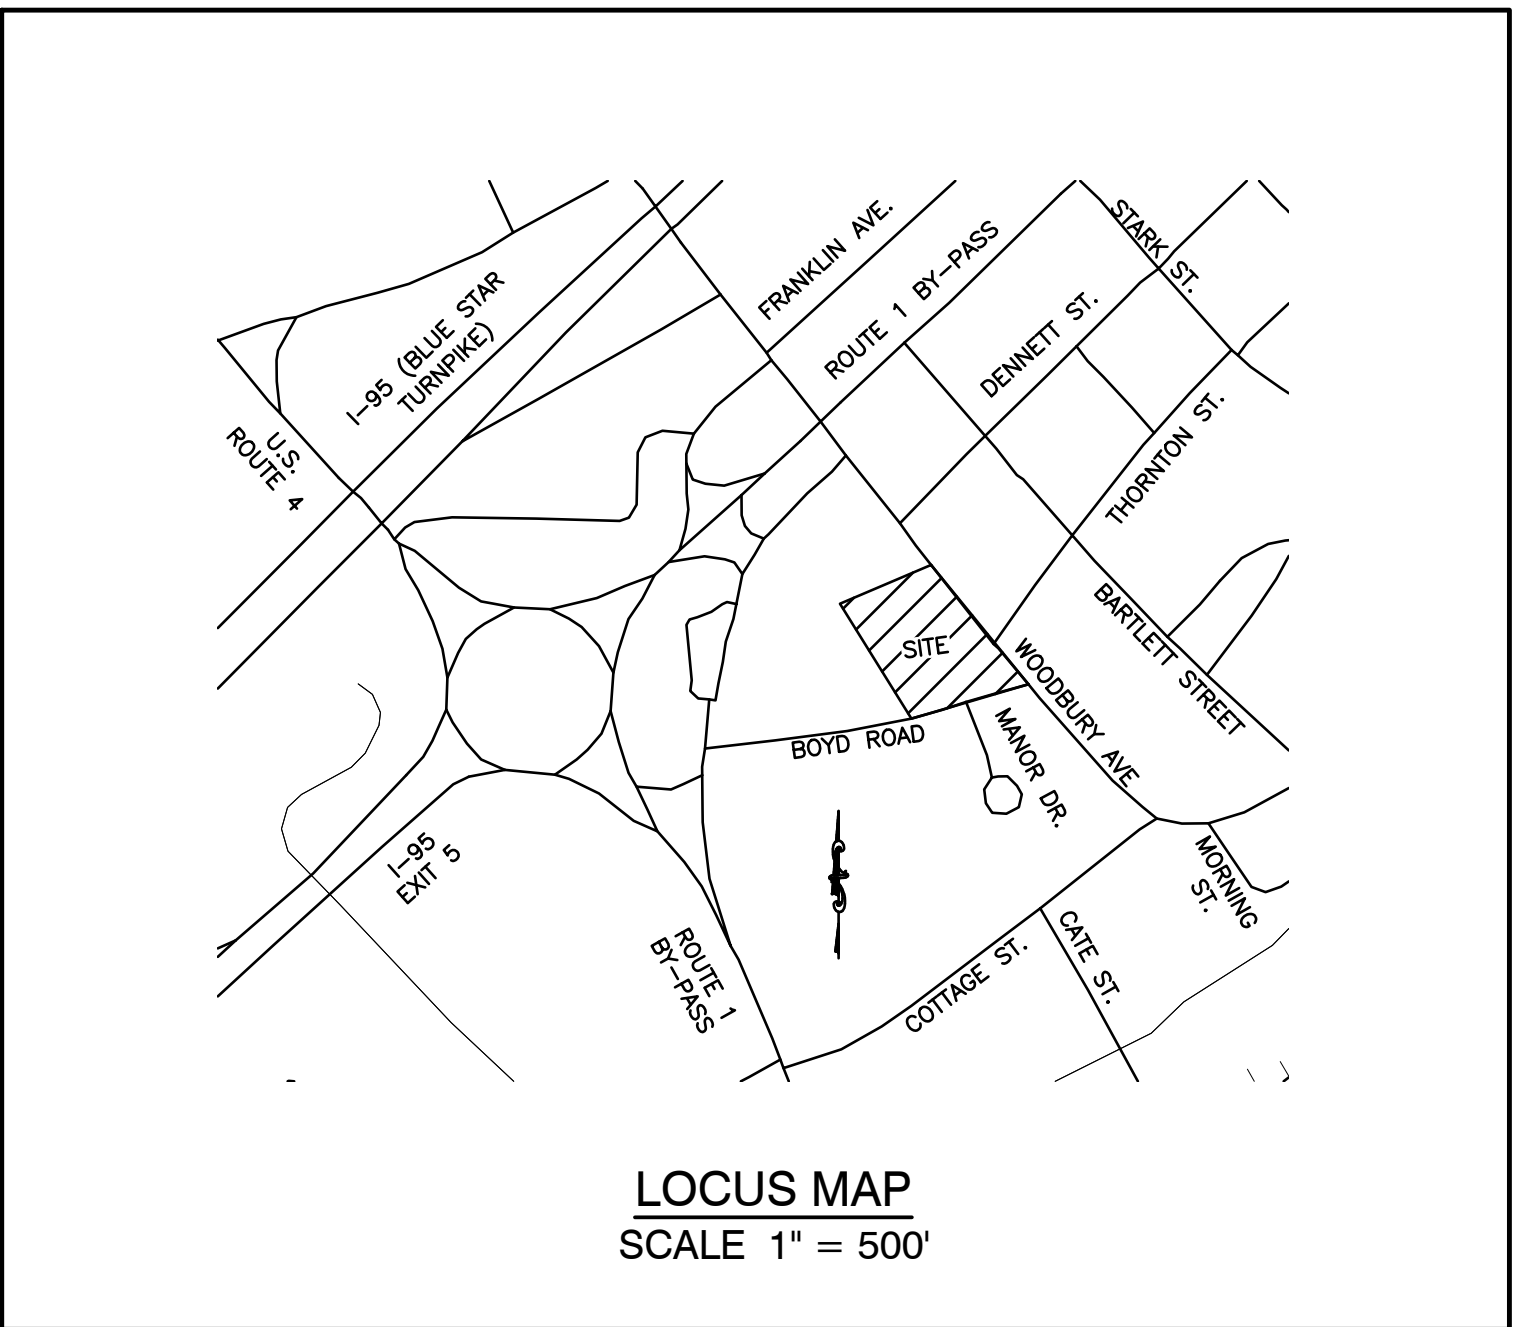 STARK ST.
FRANKLIN AVE.
ROUTE 1 BY-PASS
I-95 (BLUE STAR
TURNPIKE)
DENNETT ST.
U.S.
ROUTE 4
THORNTON ST.
SITE
BARTLETT STREET
WOODBURY AVE
BOYD ROAD
MANOR DR.
I-95
EXIT 5
MORNING
ST.
ROUTE 1
BY-PASS
COTTAGE ST.
CATE ST.
LOCUS MAP
SCALE 1" = 500'